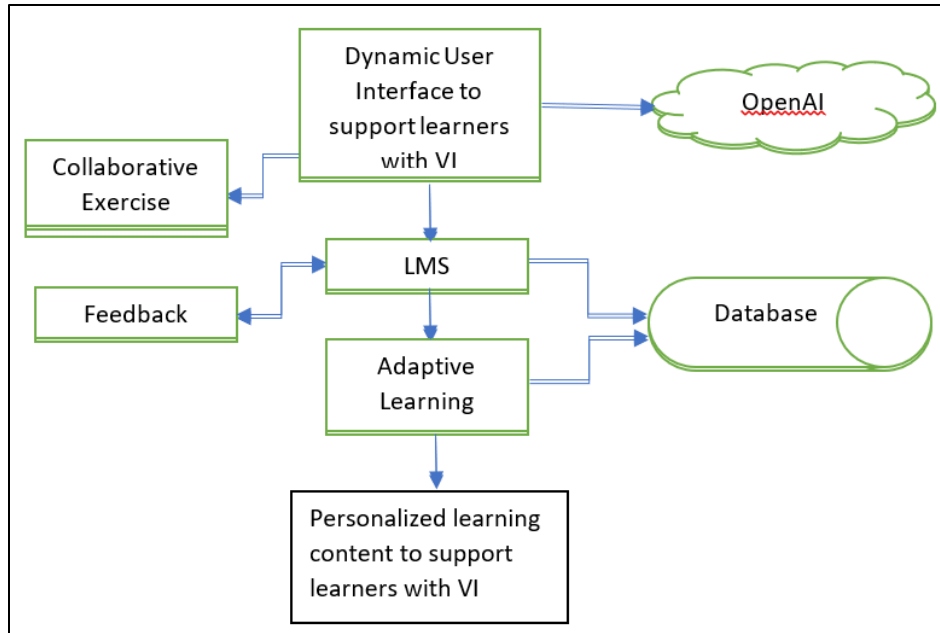 Dynamic User
Interface to
support learners
with VI
OpenAI
Collaborative
Exercise
LMS
Feedback
Database
Adaptive
Learning
Personalized learning
content to support
learners with VI